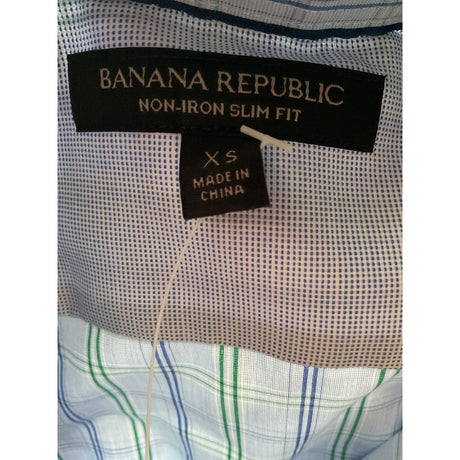 BANANA REPUBLIC
NON-IRON SLIM FIT
XS
MADE IN
CHINA